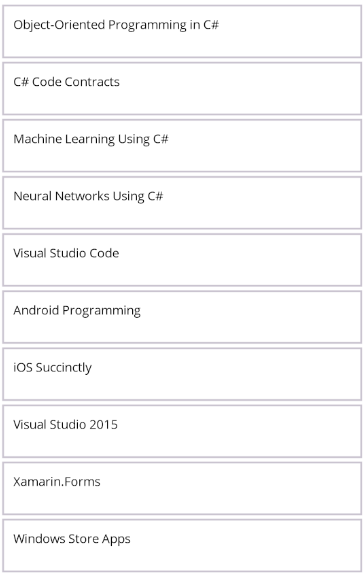 Object-Oriented Programming in C#
C# Code Contracts
Machine Learning Using C#
Neural Networks Using C#
Visual Studio Code
Android Programming
iOS Succinctly
Visual Studio 2015
Xamarin.Forms
Windows Store Apps